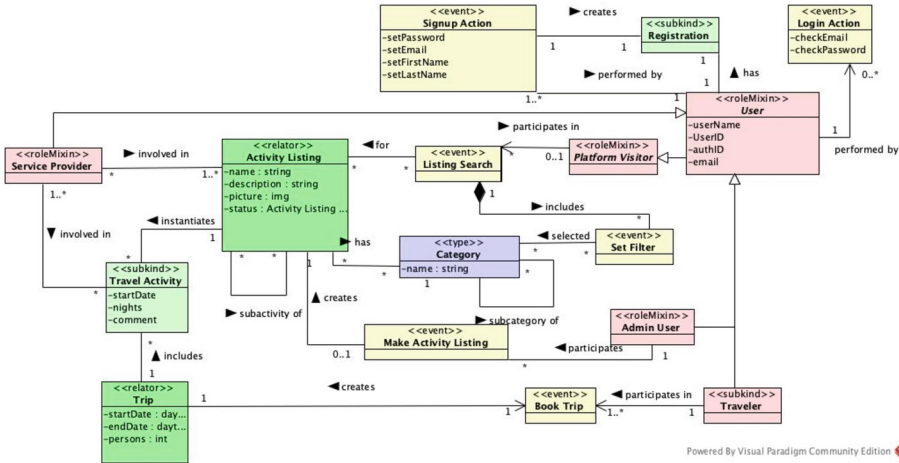 <<event>>
Signup Action
-setPassword
-setEmail
-setFirstName
-setLastName
creates
1
1
<<subkind>>
Registration
<<event>>
Login Action
-checkEmail
-checkPassword
1
1
has
0..*
performed by
1..*
1
<<roleMixin>>
User
-userName
-UserID
-authID
-email
1
performed by
participates in
<<roleMixin>>
Service Provider
involved in
*
1..*
<<relator>>
Activity Listing
-name : string
-description : string
-picture : img
-status : Activity Listing ...
for
*
*
<<event>>
Listing Search
*
0..1
<<roleMixin>>
Platform Visitor
1..*
involved in
*
1
includes
*
instantiates
1
*
has
*
*
<<type>>
Category
-name : string
selected
*
*
<<event>>
Set Filter
<<subkind>>
Travel Activity
-startDate
-nights
-comment
*
*
subactivity of
1
creates
0..1
1
*
subcategory of
<<event>>
Make Activity Listing
participates
*
1
<<roleMixin>>
Admin User
*
includes
1
<<relator>>
Trip
-startDate : day...
-endDate : dayt...
-persons : int
1
creates
1
<<event>>
Book Trip
participates in
1..*
1
<<subkind>>
Traveler
Powered By Visual Paradigm Community Edition